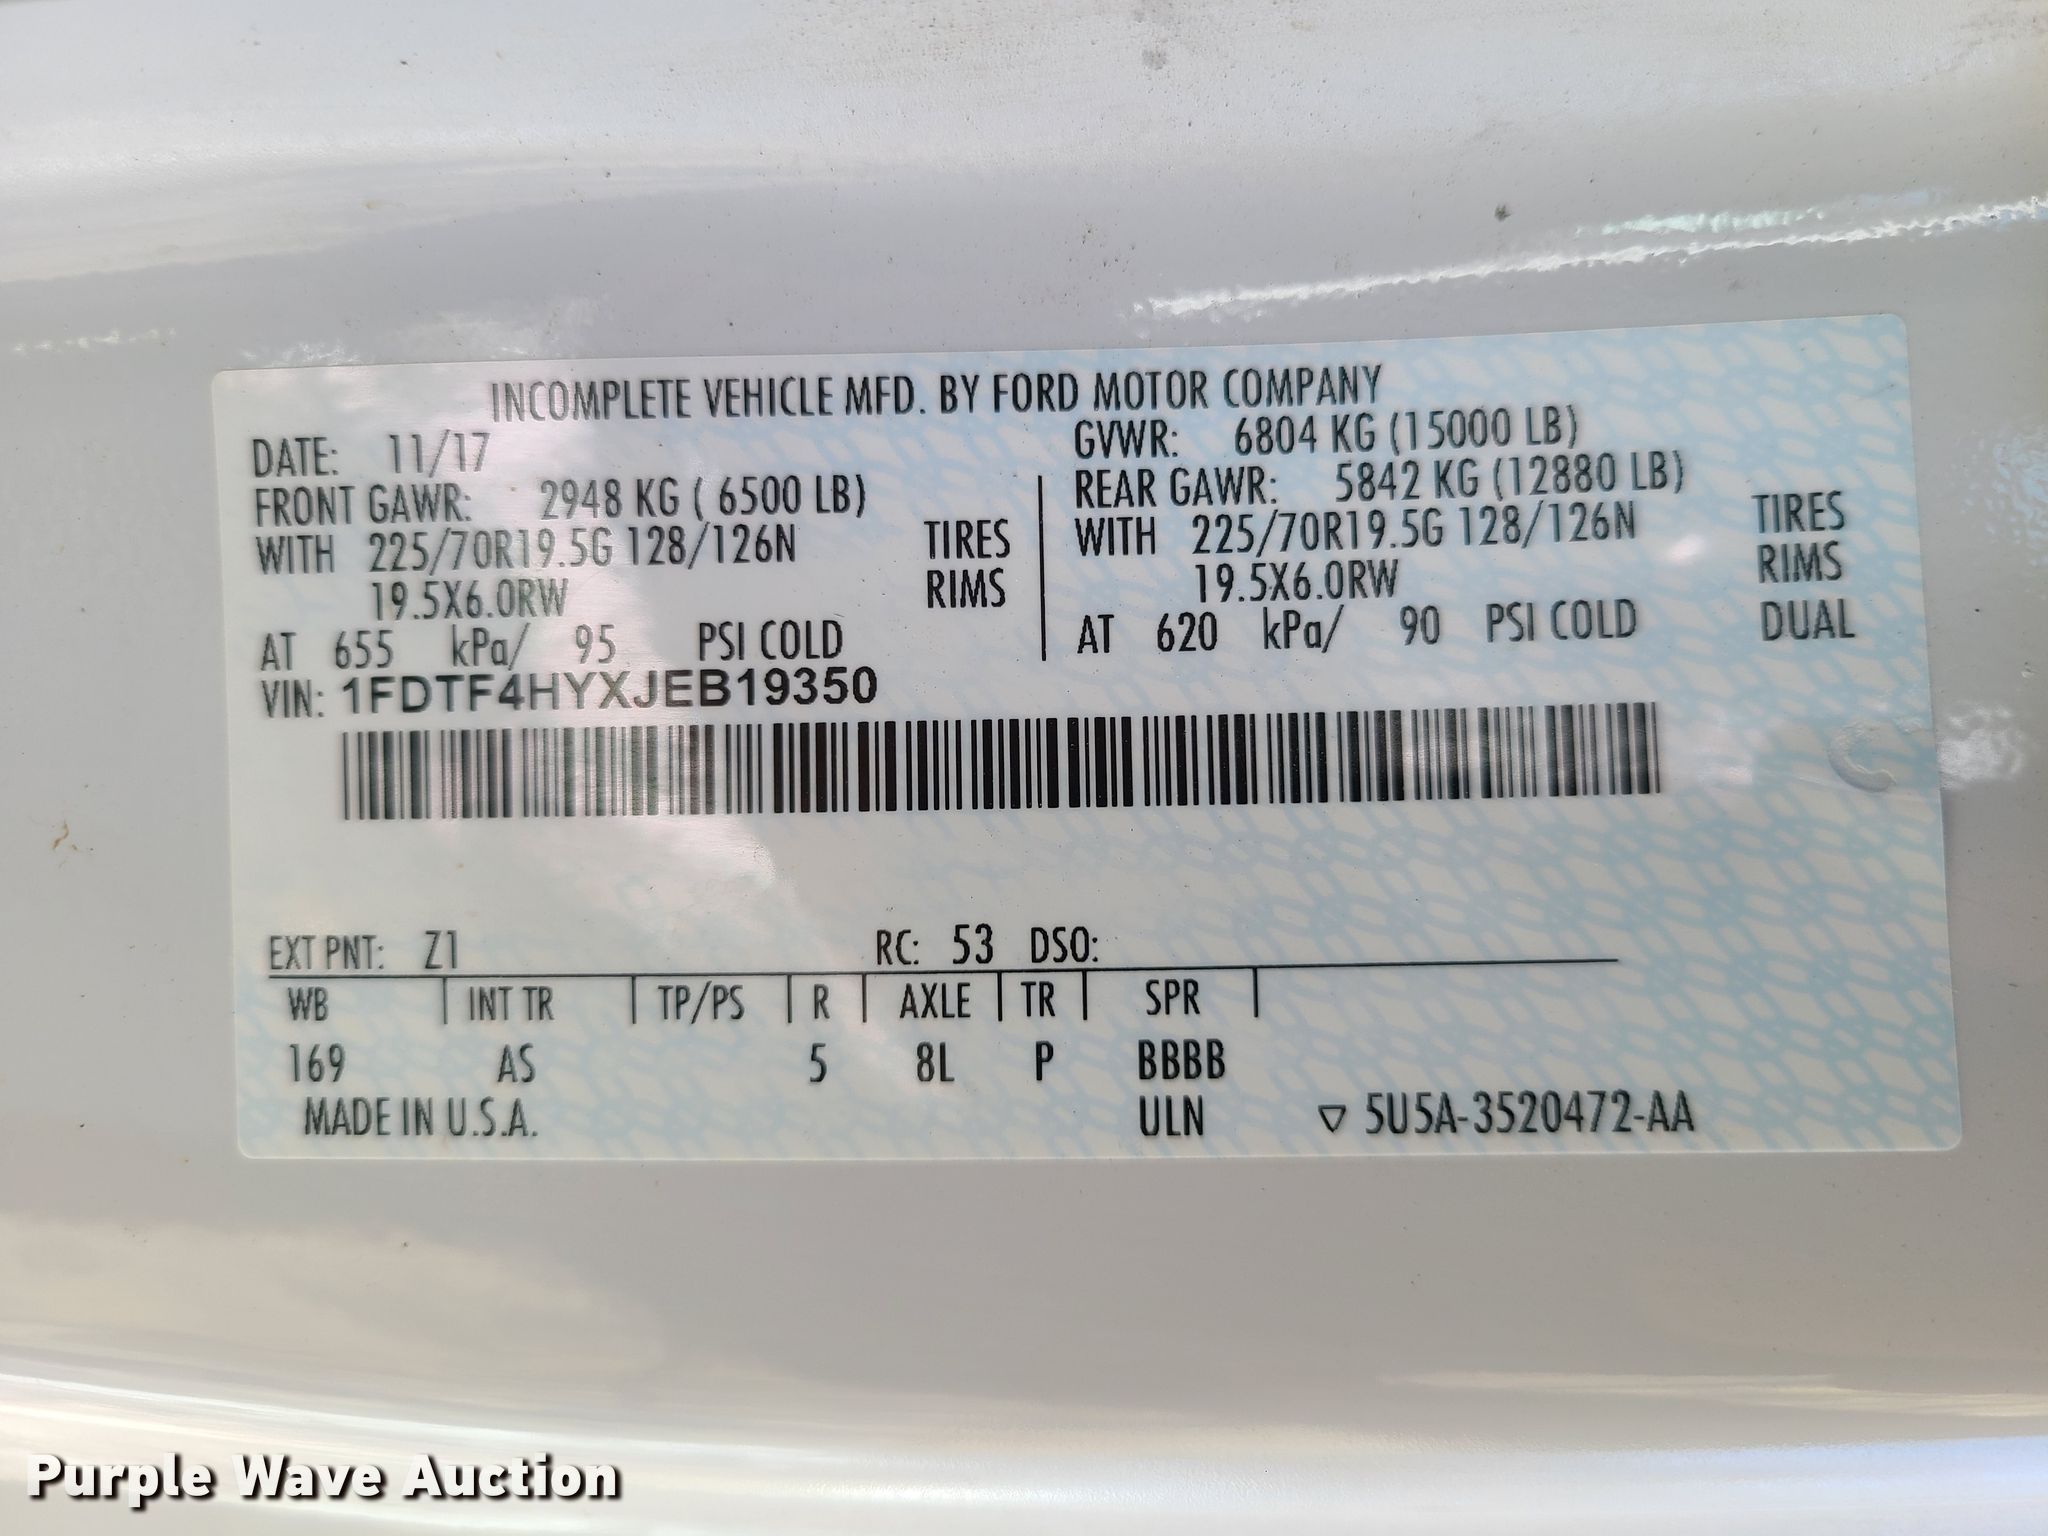 INCOMPLETE VEHICLE MFD. BY FORD MOTOR COMPANY
DATE: 11/17 GVWR: 6804 KG (15000 LB)
FRONT GAWR: 2948 KG ( 6500 LB) REAR GAWR: 5842 KG (12880 LB)
WITH 225/70R19.5G 128/126N TIRES WITH 225/70R19.5G 128/126N TIRES
19.5X6.0RW RIMS 19.5X6.0RW RIMS
AT 655 kPa/ 95 PSI COLD AT 620 kPa/ 90 PSI COLD DUAL
VIN: 1FDTF4HYXJEB19350
EXT PNT: Z1 RC: 53 DSO:
WB INT TR TP/PS R AXLE TR SPR
169 AS 5 8L P BBBB
MADE IN U.S.A. ULN ▽ 5U5A-3520472-AA
Purple Wave Auction